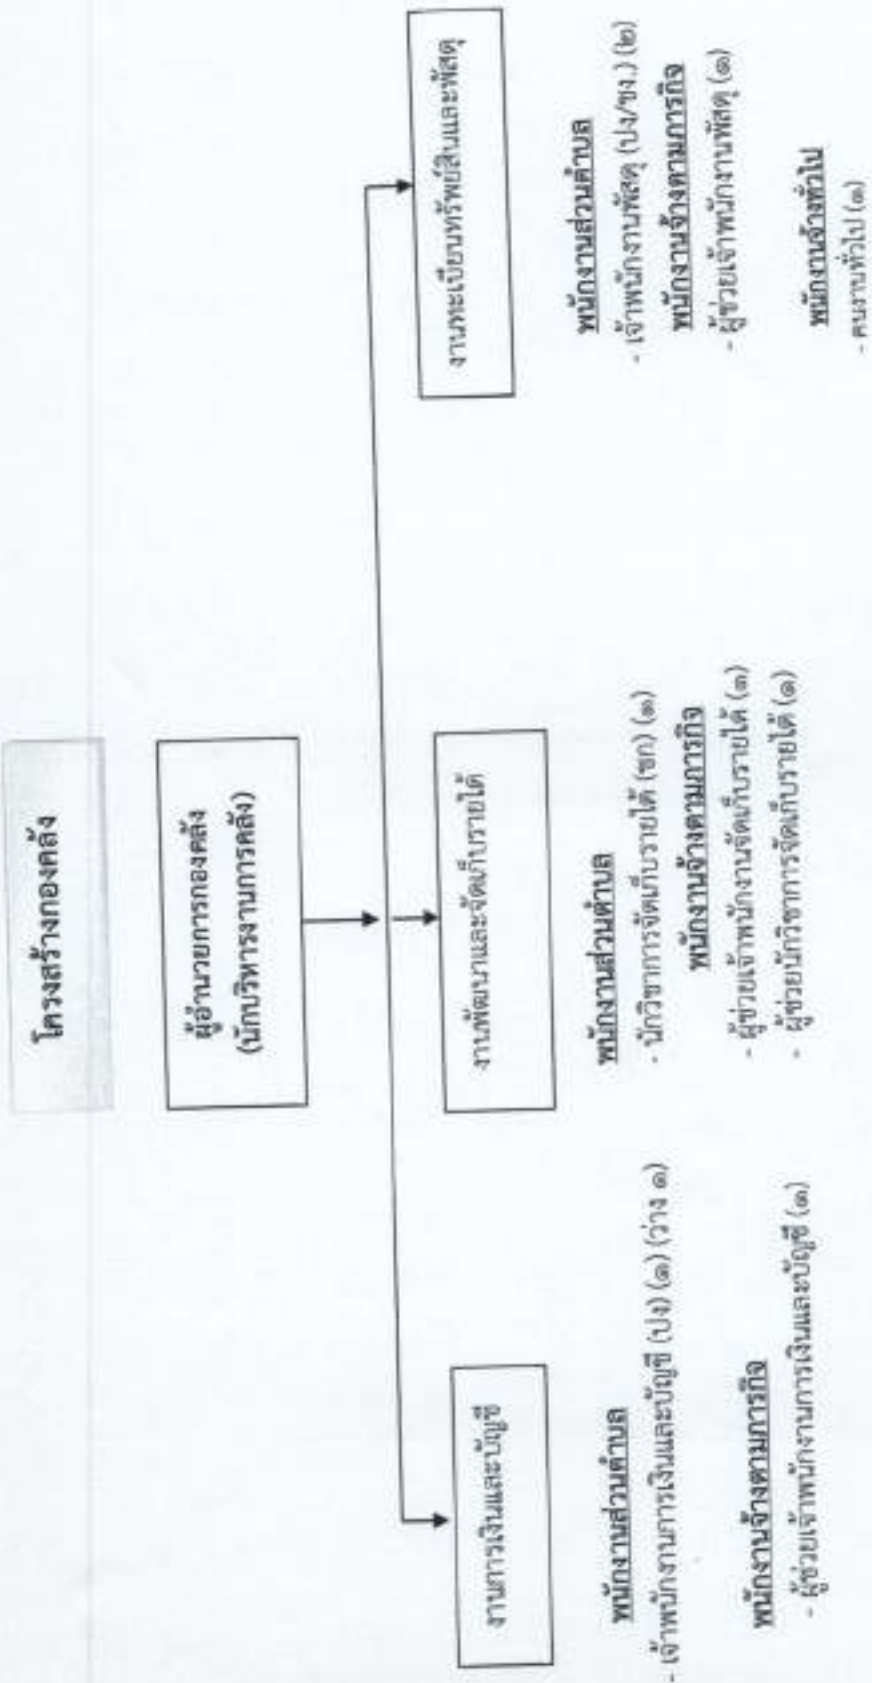 โครงสร้างกองคลัง
ผู้อำนวยการกองคลัง
(นักบริหารงานการคลัง)
งานการเงินและบัญชี
พนักงานส่วนตำบล
- เจ้าพนักงานการเงินและบัญชี (ปง) (๑) (ว่าง ๑)
พนักงานจ้างตามภารกิจ
- ผู้ช่วยเจ้าพนักงานการเงินและบัญชี (๑)
งานพัฒนาและจัดเก็บรายได้
พนักงานส่วนตำบล
- นักวิชาการจัดเก็บรายได้ (ชก) (๑)
พนักงานจ้างตามภารกิจ
- ผู้ช่วยเจ้าพนักงานจัดเก็บรายได้ (๑)
- ผู้ช่วยนักวิชาการจัดเก็บรายได้ (๑)
งานทะเบียนทรัพย์สินและพัสดุ
พนักงานส่วนตำบล
- เจ้าพนักงานพัสดุ (ปง/ชง.) (๒)
พนักงานจ้างตามภารกิจ
- ผู้ช่วยเจ้าพนักงานพัสดุ (๑)
พนักงานจ้างทั่วไป
- คนงานทั่วไป (๑)